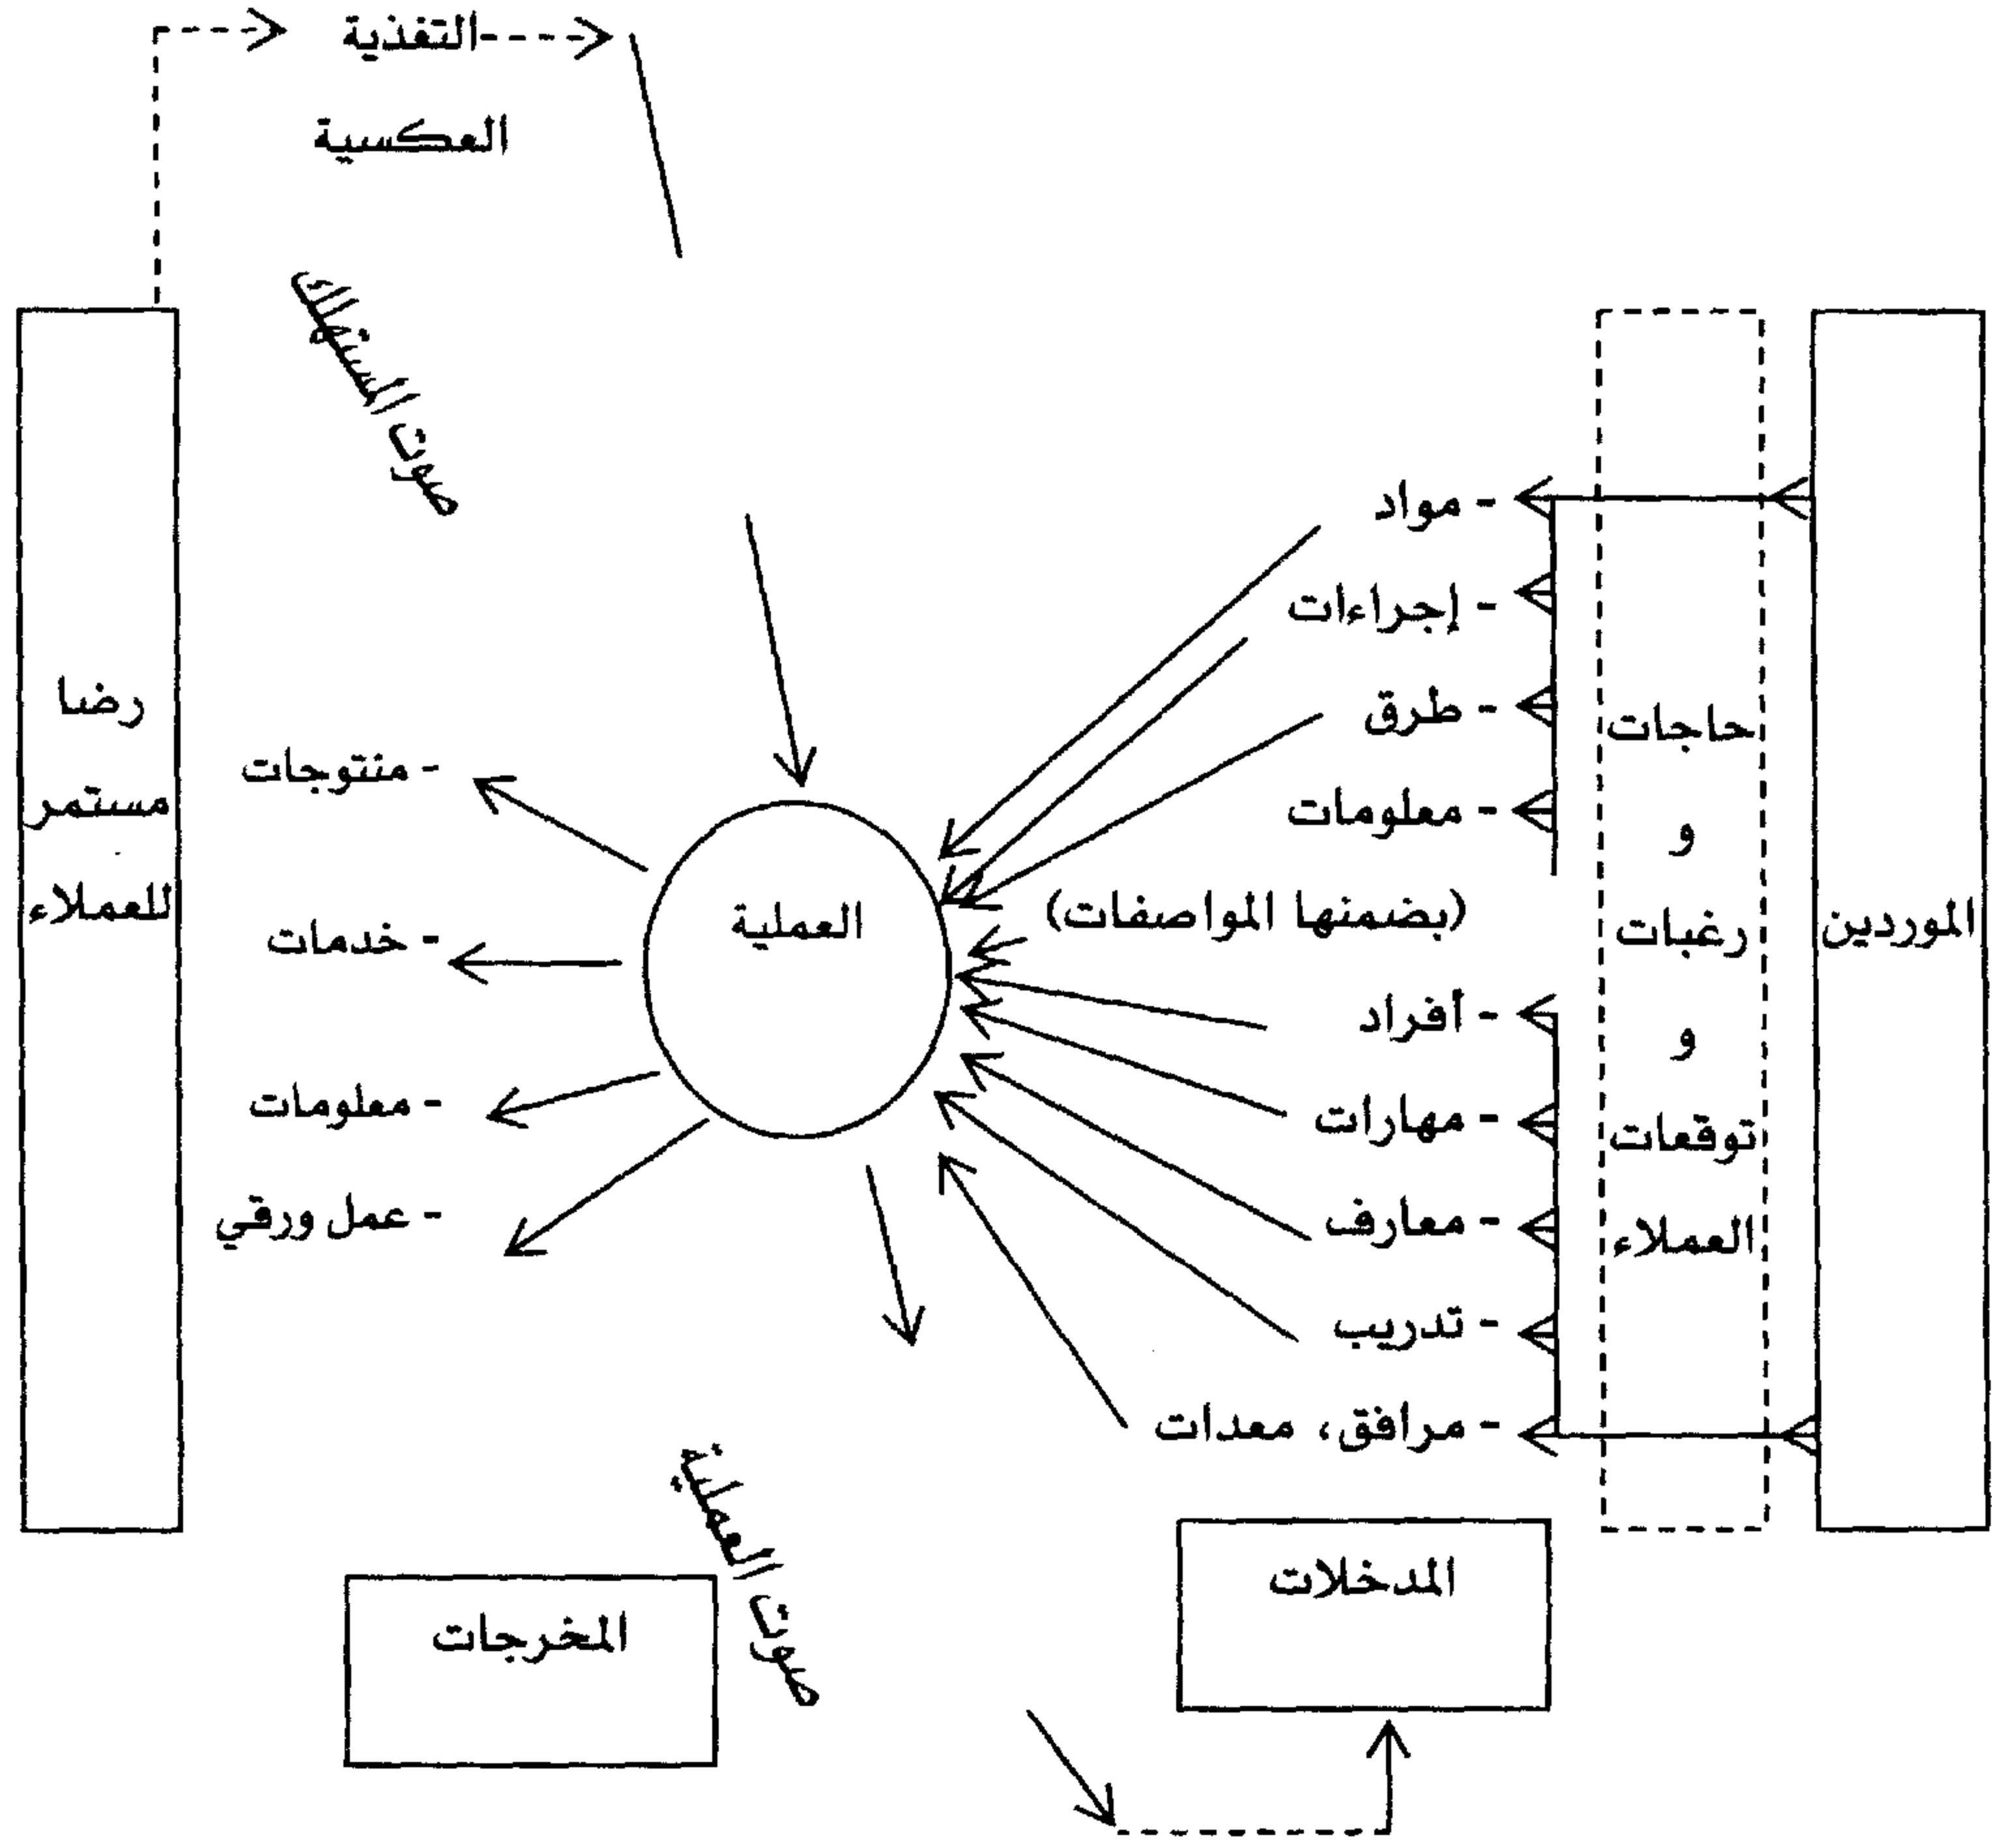 التغذية
العكسية
صوت المستهلك
الموردين
حاجات
و
رغبات
و
توقعات
العملاء
- مواد
- إجراءات
- طرق
- معلومات
(بضمنها المواصفات)
- أفراد
- مهارات
- معارف
- تدريب
- مرافق، معدات
المدخلات
العملية
صوت العملية
- منتوجات
- خدمات
- معلومات
- عمل ورقي
المخرجات
رضا
مستمر
للعملاء